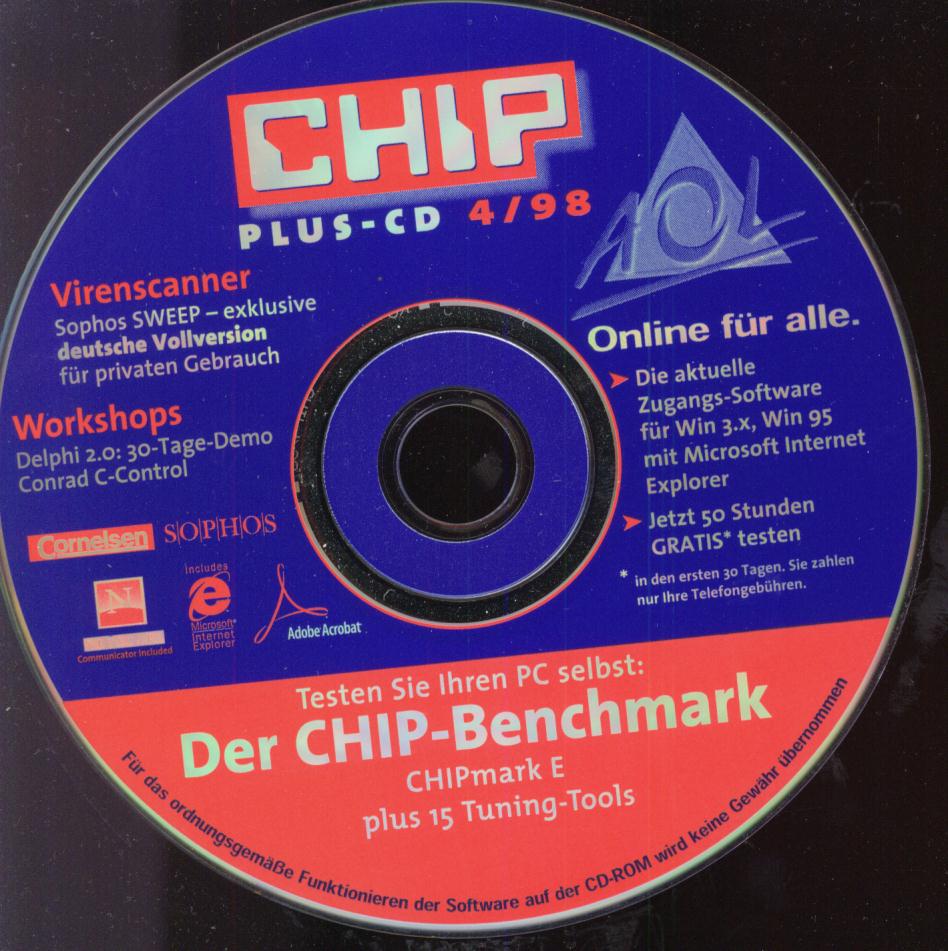 CHIP
PLUS-CD 4/98
AOL
Online für alle.
Virenscanner
Sophos SWEEP – exklusive
deutsche Vollversion
für privaten Gebrauch
Workshops
Delphi 2.0: 30-Tage-Demo
Conrad C-Control
Die aktuelle
Zugangs-Software
für Win 3.x, Win 95
mit Microsoft Internet
Explorer
Jetzt 50 Stunden
GRATIS* testen
* in den ersten 30 Tagen. Sie zahlen
nur Ihre Telefongebühren.
Cornelsen
S|O|P|H|O|S
N
Communicator Included
includes
Microsoft®
Internet
Explorer
Adobe Acrobat
Testen Sie Ihren PC selbst:
Der CHIP-Benchmark
CHIPmark E
plus 15 Tuning-Tools
Für das ordnungsgemäße Funktionieren der Software auf der CD-ROM wird keine Gewähr übernommen